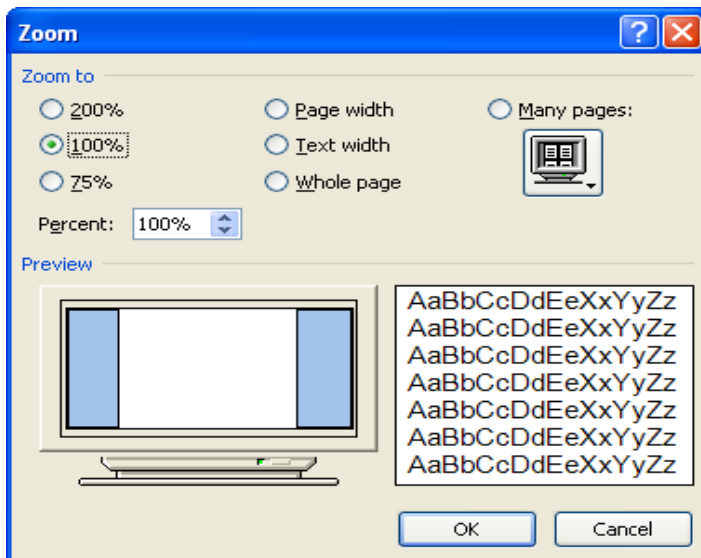 Zoom
Zoom to
200% Page width Many pages:
100% Text width
75% Whole page
Percent: 100%
Preview
AaBbCcDdEeXxYyZz
AaBbCcDdEeXxYyZz
AaBbCcDdEeXxYyZz
AaBbCcDdEeXxYyZz
AaBbCcDdEeXxYyZz
AaBbCcDdEeXxYyZz
AaBbCcDdEeXxYyZz
OK Cancel